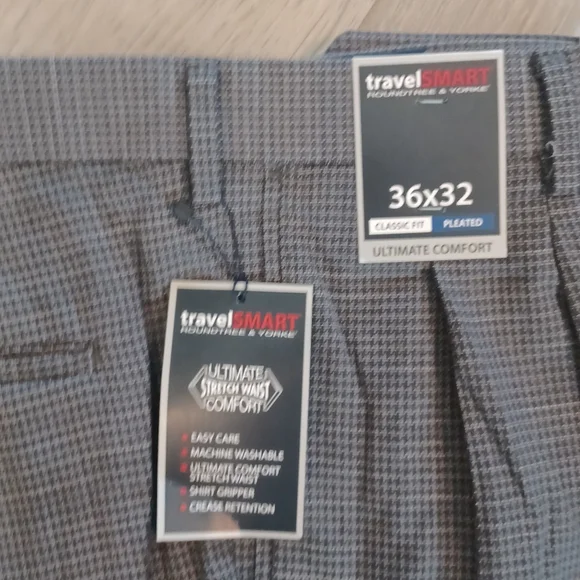 travelSMART
ROUNDTREE & YORKE
36x32
CLASSIC FIT PLEATED
ULTIMATE COMFORT
travelSMART
ROUNDTREE & YORKE
ULTIMATE
STRETCH WAIST
COMFORT
EASY CARE
MACHINE WASHABLE
ULTIMATE COMFORT
STRETCH WAIST
SHIRT GRIPPER
CREASE RETENTION